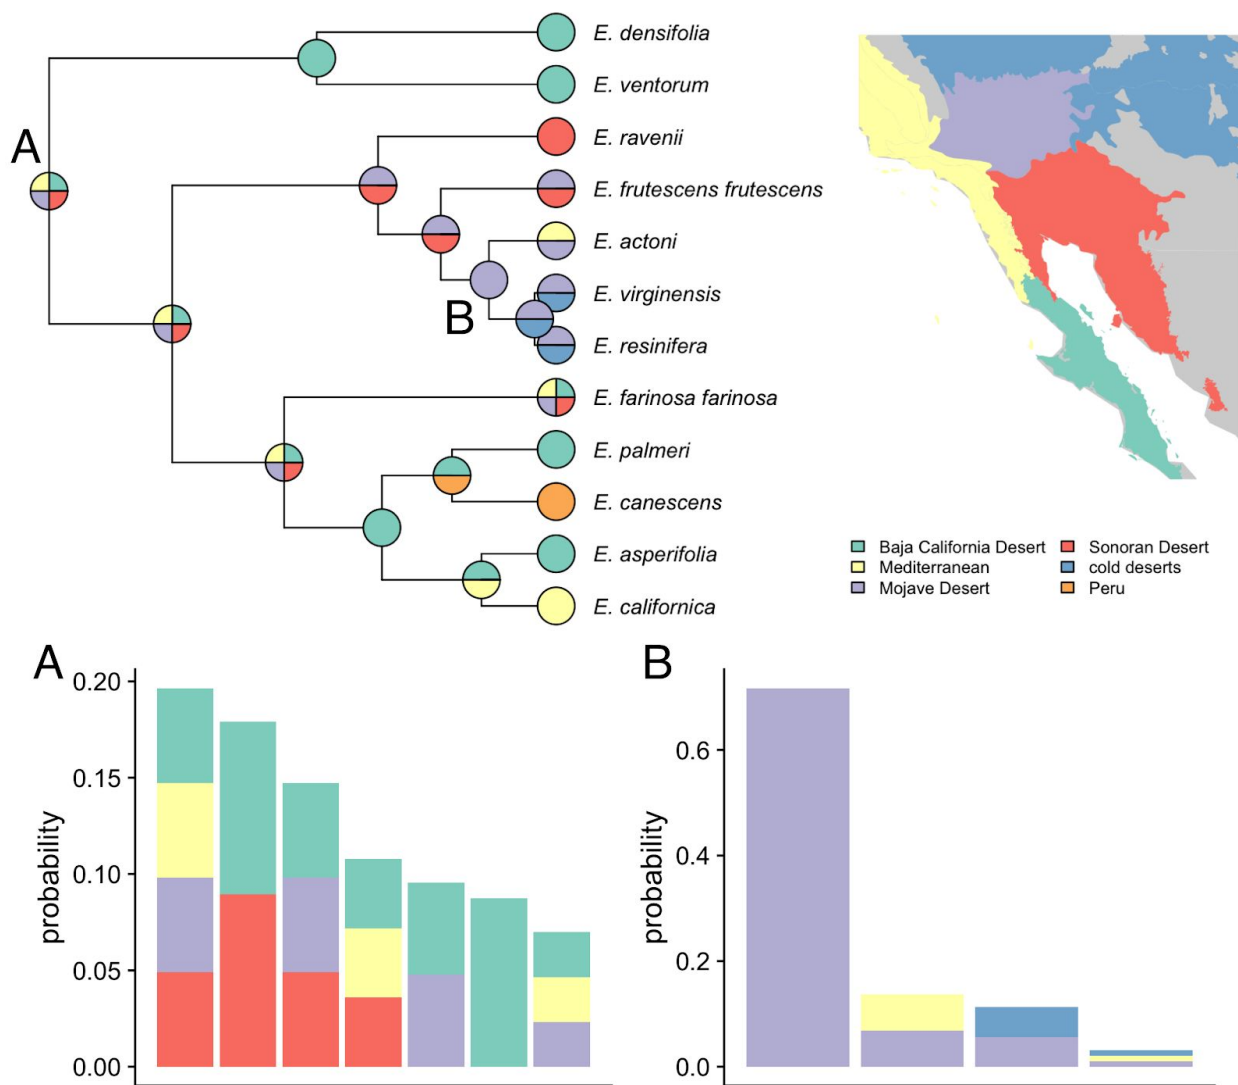 E. densifolia
E. ventorum
A
E. ravenii
E. frutescens frutescens
E. actoni
B
E. virginensis
E. resinifera
E. farinosa farinosa
E. palmeri
E. canescens
E. asperifolia
E. californica
Baja California Desert
Mediterranean
Mojave Desert
Sonoran Desert
cold deserts
Peru
A
probability
0.20
0.15
0.10
0.05
0.00
B
probability
0.6
0.4
0.2
0.0